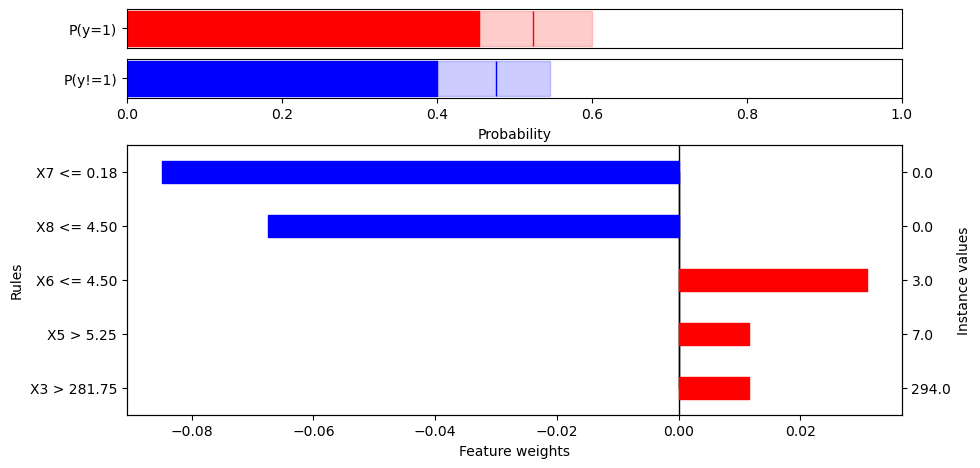 P(y=1)
P(y!=1)
0.0 0.2 0.4 0.6 0.8 1.0
Probability
X7 <= 0.18 0.0
X8 <= 4.50 0.0
X6 <= 4.50 3.0
X5 > 5.25 7.0
X3 > 281.75 294.0
Rules
Instance values
−0.08 −0.06 −0.04 −0.02 0.00 0.02
Feature weights